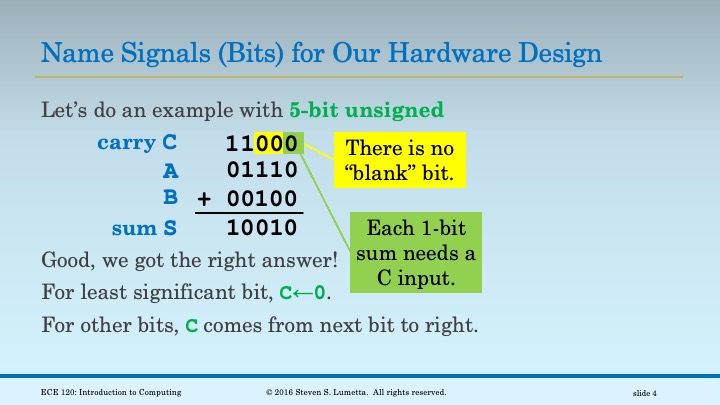 Name Signals (Bits) for Our Hardware Design
Let’s do an example with 5-bit unsigned
carry C 11000
A 01110
B + 00100
sum S 10010
There is no
“blank” bit.
Each 1-bit
sum needs a
C input.
Good, we got the right answer!
For least significant bit, C←0.
For other bits, C comes from next bit to right.
ECE 120: Introduction to Computing
© 2016 Steven S. Lumetta. All rights reserved.
slide 4